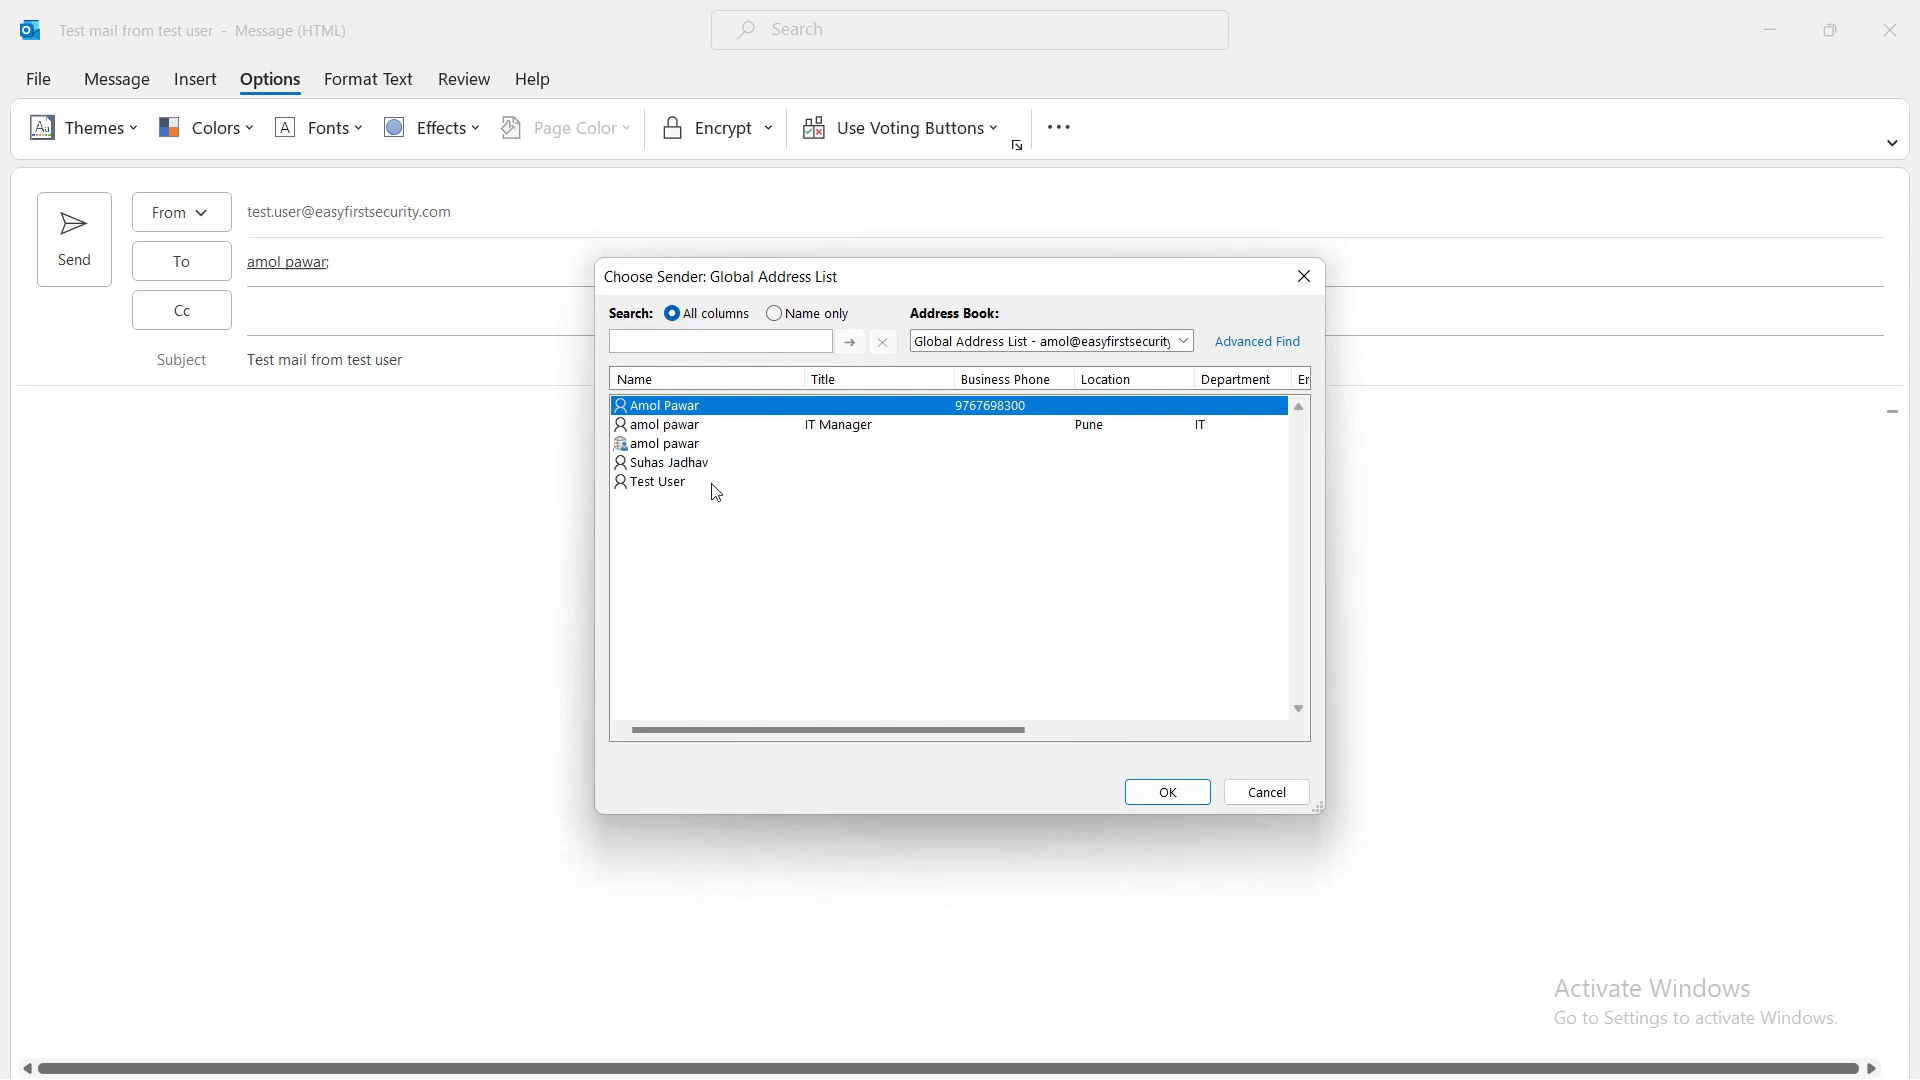 Test mail from test user - Message (HTML)
Search
File Message Insert Options Format Text Review Help
Themes Colors Fonts Effects Page Color Encrypt Use Voting Buttons
From test.user@easyfirstsecurity.com
Send
To amol pawar;
Cc
Subject Test mail from test user
Choose Sender: Global Address List
Search: All columns Name only Address Book:
Global Address List - amol@easyfirstsecurity Advanced Find
Name Title Business Phone Location Department Er
Amol Pawar 9767698300
amol pawar IT Manager Pune IT
amol pawar
Suhas Jadhav
Test User
OK Cancel
Activate Windows
Go to Settings to activate Windows.